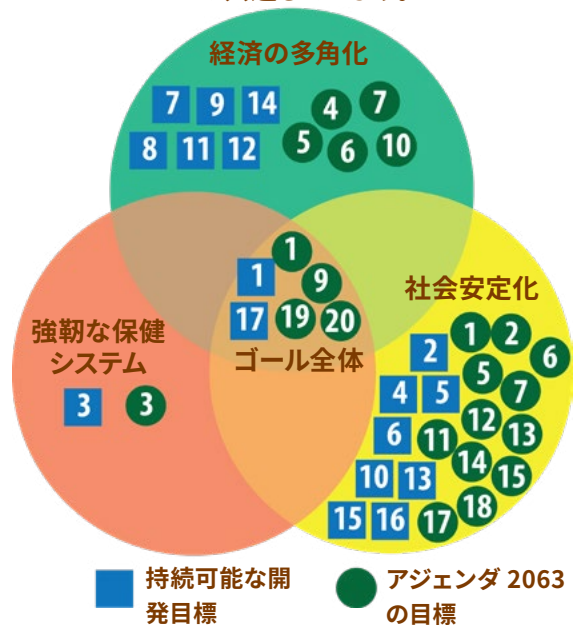 経済の多角化
7 9 14 4 7
8 11 12 5 6 10
1
1 9
17 19 20
ゴール全体
強靭な保健
システム
3 3
社会安定化
2 1 2 6
4 5 5 7
6 11 12 13
10 13 14 15
15 16 17 18
持続可能な開
発目標
アジェンダ 2063
の目標